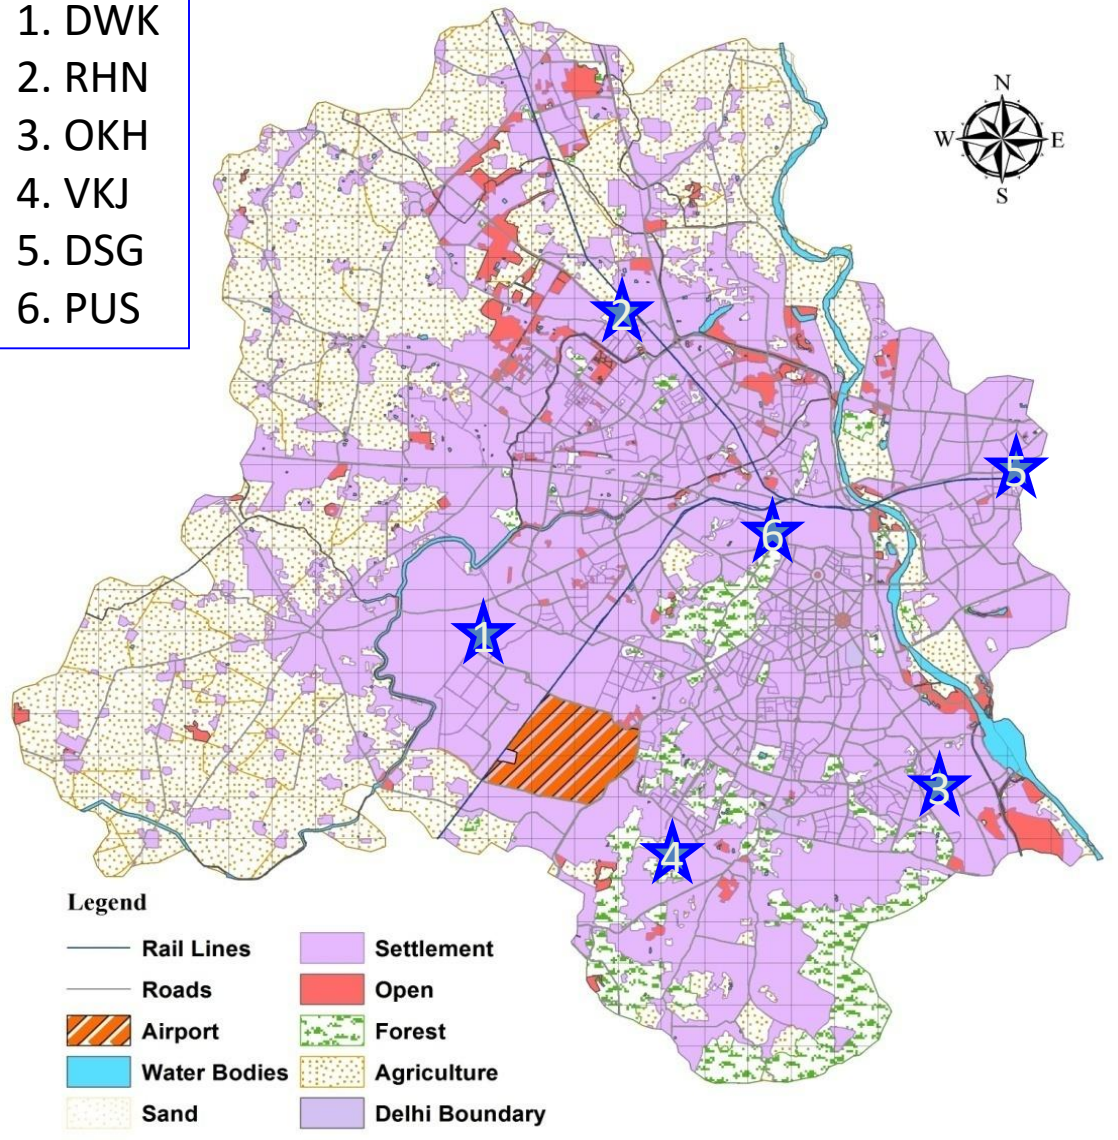 1. DWK
2. RHN
3. OKH
4. VKJ
5. DSG
6. PUS
N
W E
S
2
5
6
1
3
4
Legend
Rail Lines
Settlement
Roads
Open
Airport
Forest
Water Bodies
Agriculture
Sand
Delhi Boundary